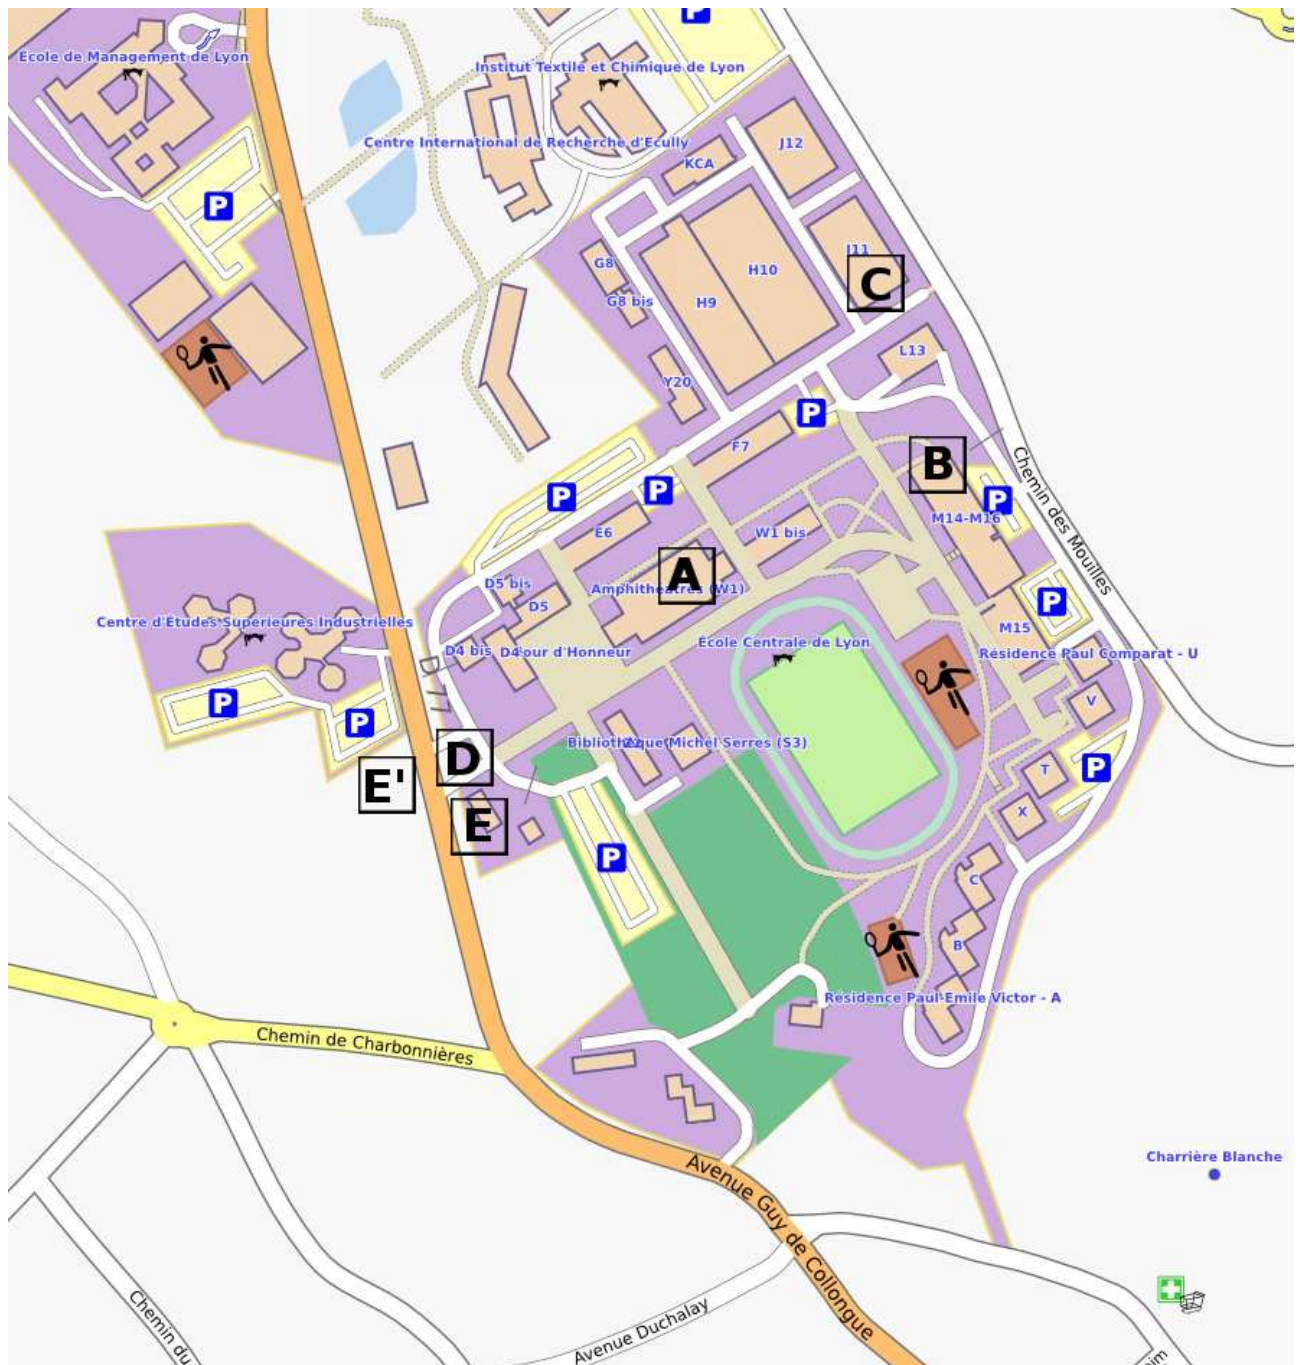 P
Ecole de Management de Lyon
Institut Textile et Chimique de Lyon
Centre International de Recherche d'Ecully
J12
KCA
P
J11
C
G8
H10
G8 bis
H9
L13
Y20
P
F7
B
Chemin des Mouilles
P
P
P
M14-M16
E6
W1 bis
A
Amphithéâtres (W1)
D5 bis
D5
P
Centre d'Études Supérieures Industrielles
M15
École Centrale de Lyon
D4 bis
D4
Cour d'Honneur
Résidence Paul Comparat - U
D 77
P
P
V
Bibliothèque Michel Serres (S3)
D
E'
T
P
E
X
P
C
B
Résidence Paul-Emile Victor - A
Chemin de Charbonnières
Charrière Blanche
Avenue Guy de Collongue
Avenue Duchalay
Chemin du